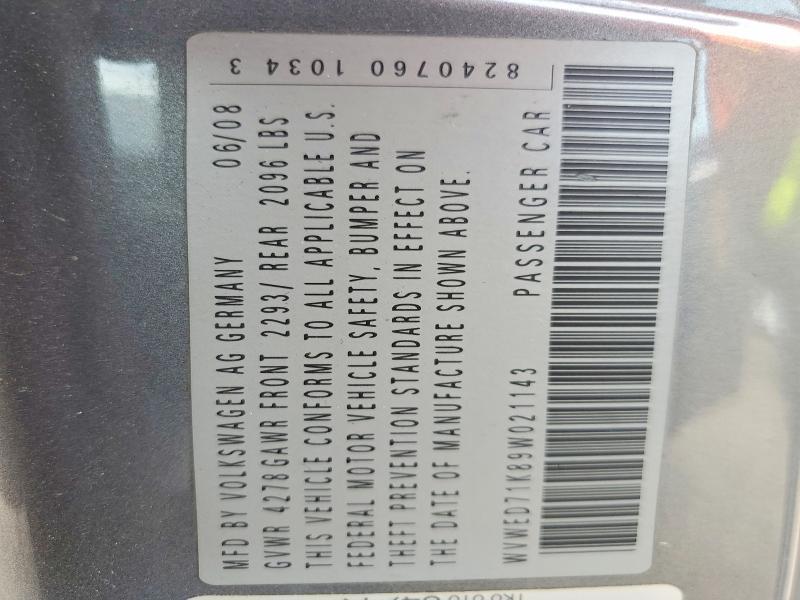 MFD BY VOLKSWAGEN AG GERMANY 06/08
GVWR 4278GAWR FRONT 2293/ REAR 2096 LBS
THIS VEHICLE CONFORMS TO ALL APPLICABLE U.S.
FEDERAL MOTOR VEHICLE SAFETY, BUMPER AND
THEFT PREVENTION STANDARDS IN EFFECT ON
THE DATE OF MANUFACTURE SHOWN ABOVE.
WVWED71K89W021143 PASSENGER CAR
8240760 1034 3